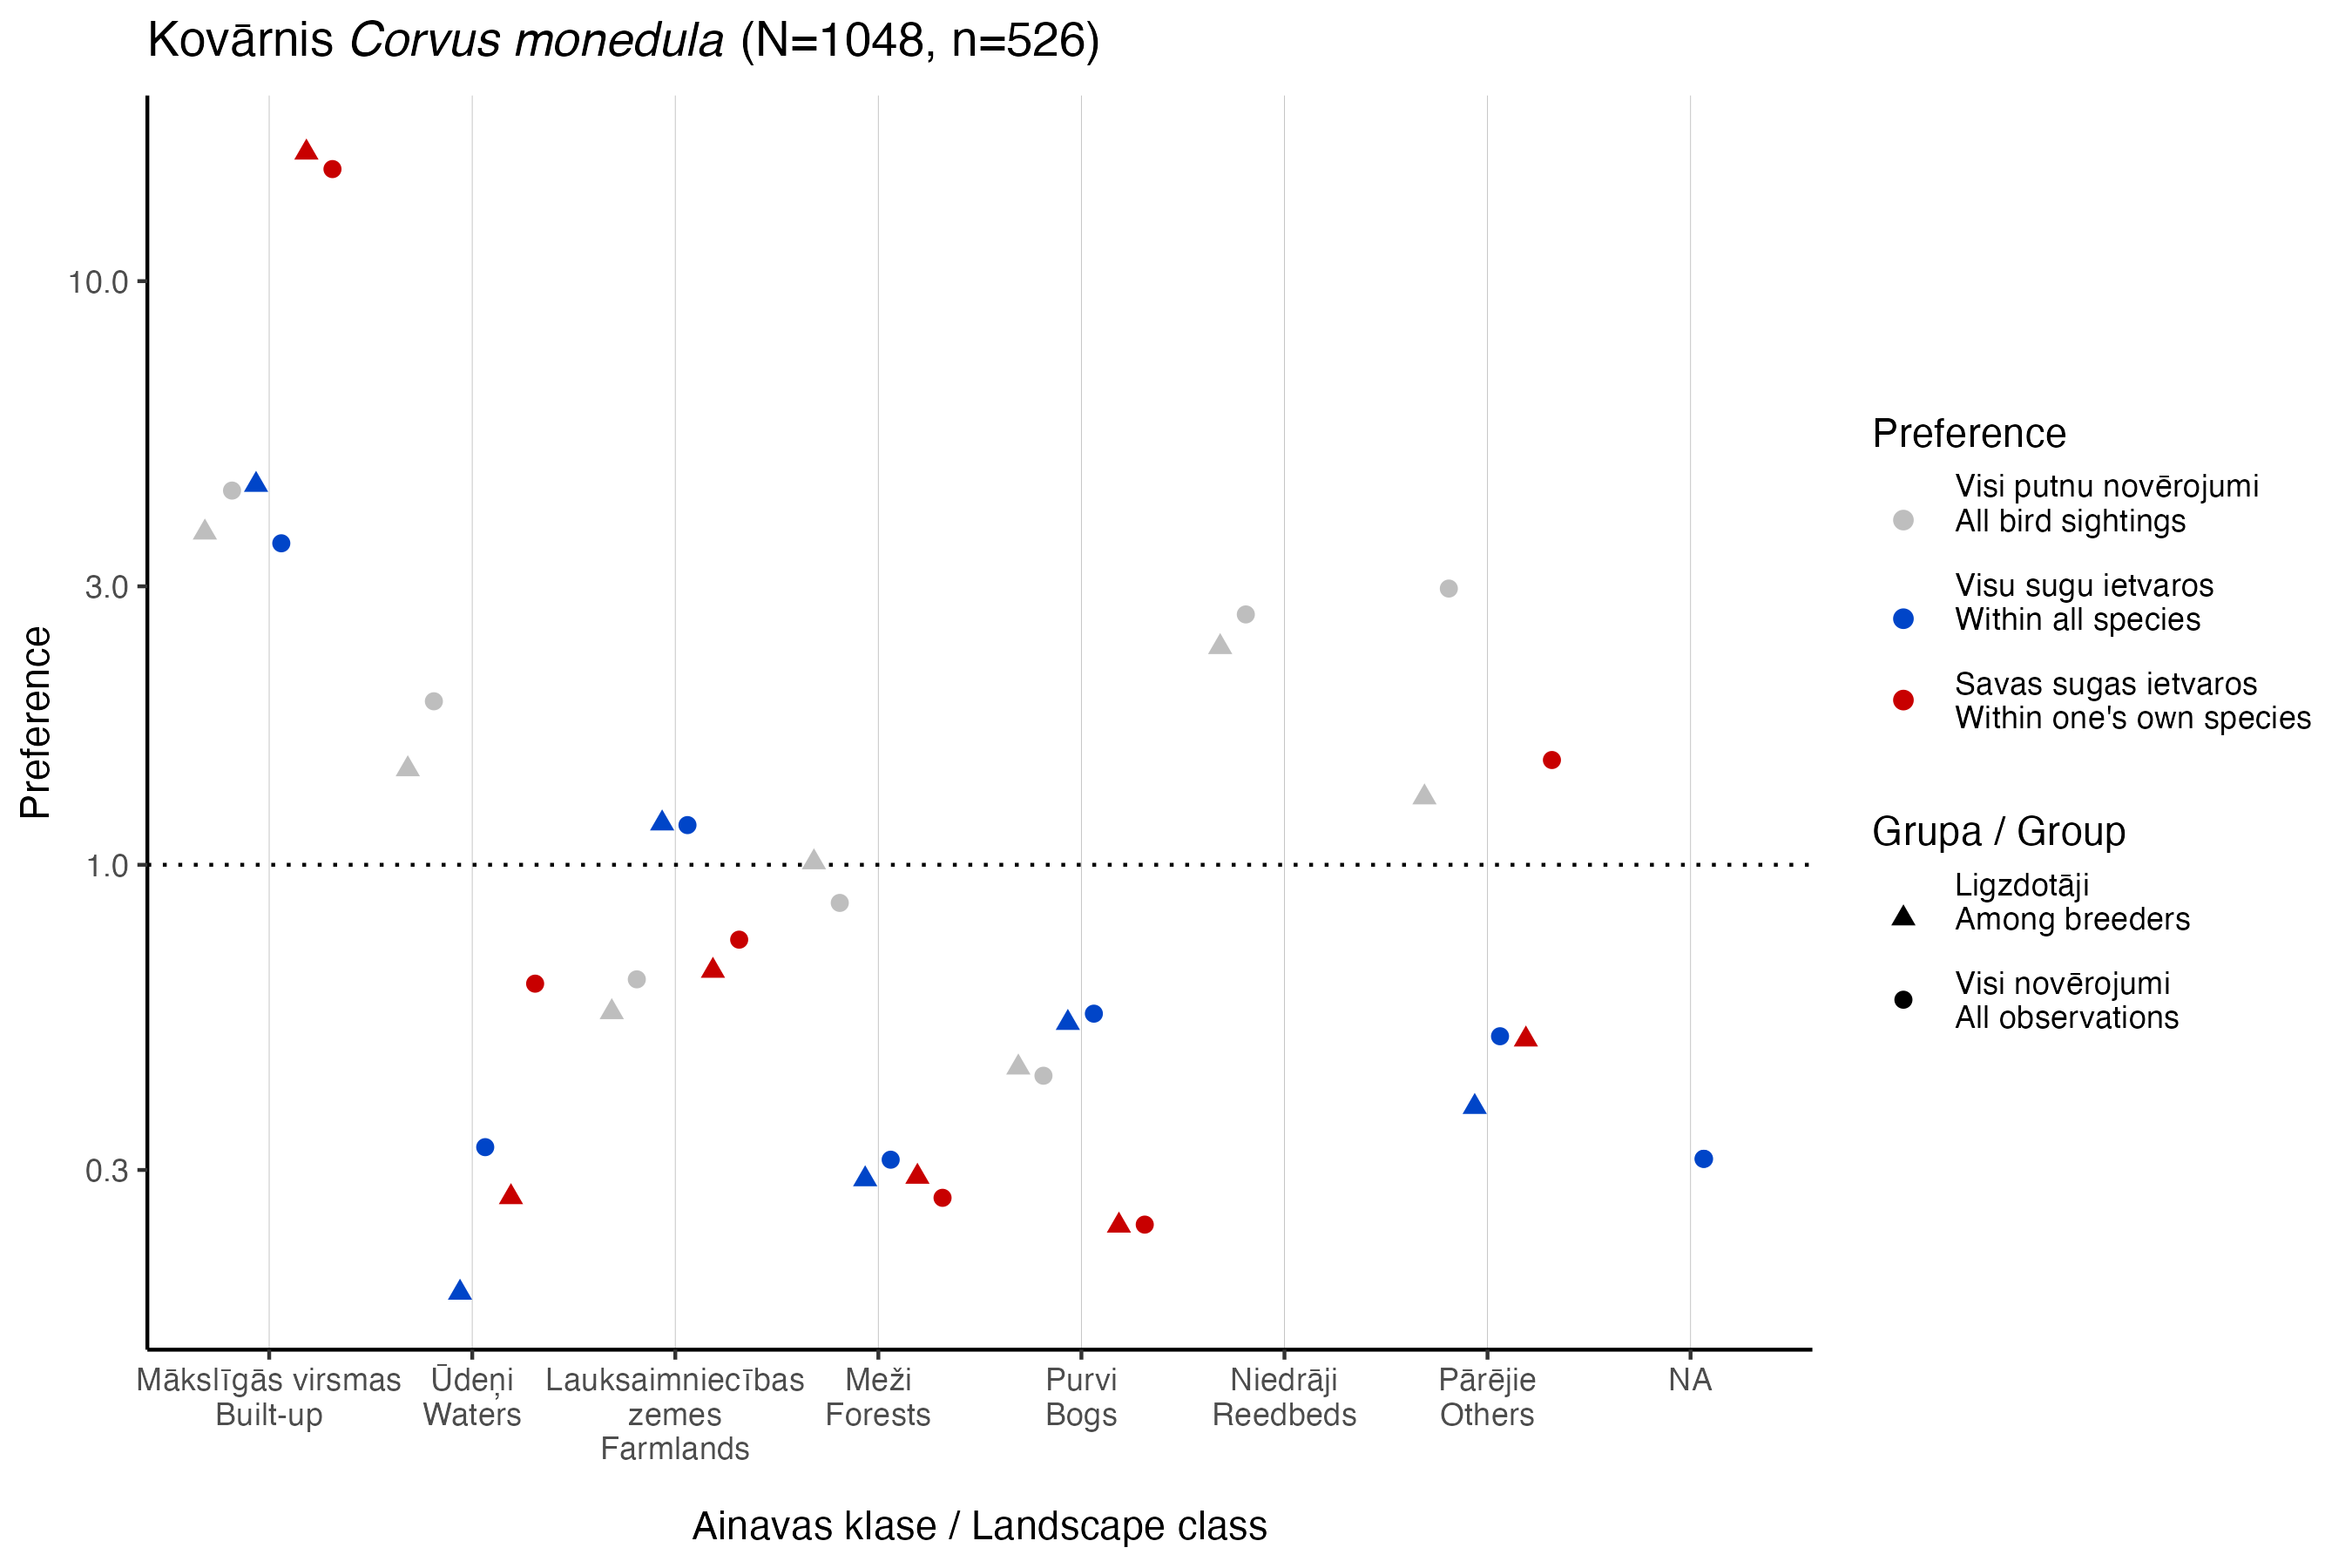 Kovārnis Corvus monedula (N=1048, n=526)
Preference
10.0
3.0
1.0
0.3
Mākslīgās virsmas
Built-up
Ūdeņi
Waters
Lauksaimniecības
zemes
Farmlands
Meži
Forests
Purvi
Bogs
Niedrāji
Reedbeds
Pārējie
Others
NA
Ainavas klase / Landscape class
Preference
Visi putnu novērojumi
All bird sightings
Visu sugu ietvaros
Within all species
Savas sugas ietvaros
Within one's own species
Grupa / Group
Ligzdotāji
Among breeders
Visi novērojumi
All observations